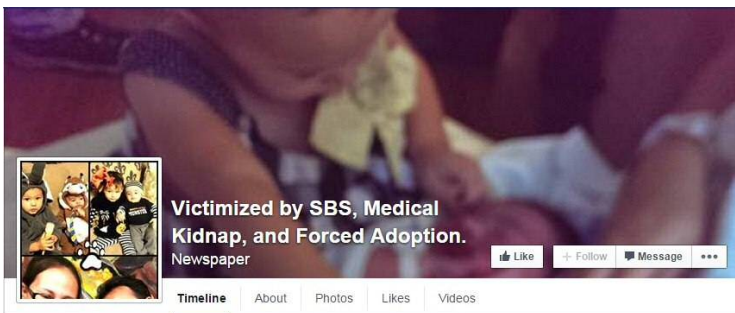 Victimized by SBS, Medical
Kidnap, and Forced Adoption.
Newspaper
Like
+ Follow
Message
Timeline
About
Photos
Likes
Videos